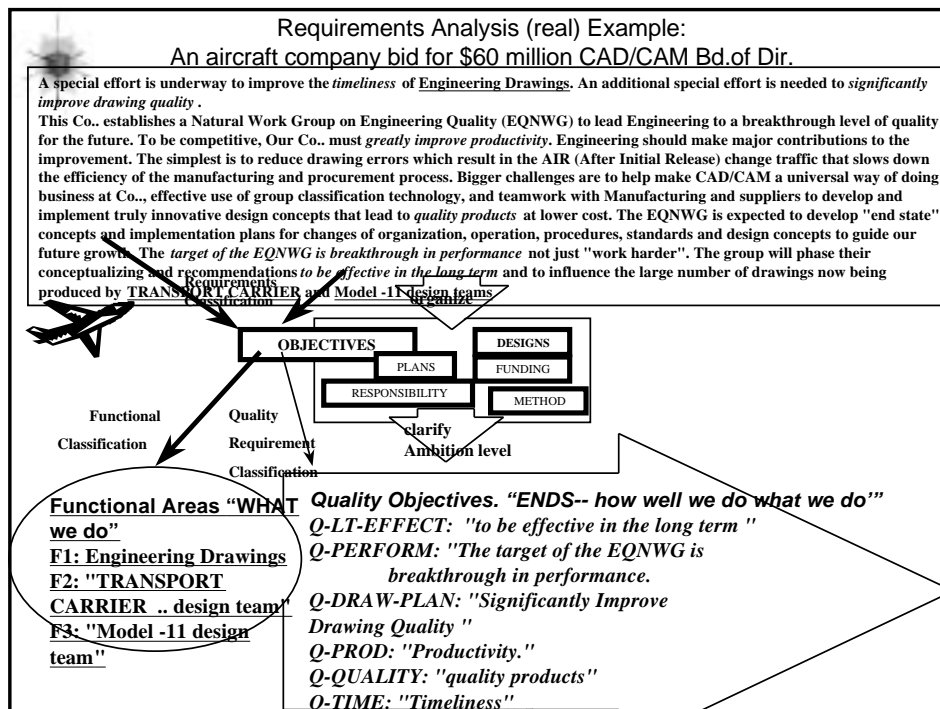 Requirements Analysis (real) Example:
An aircraft company bid for $60 million CAD/CAM Bd.of Dir.
A special effort is underway to improve the timeliness of Engineering Drawings. An additional special effort is needed to significantly
improve drawing quality .
This Co.. establishes a Natural Work Group on Engineering Quality (EQNWG) to lead Engineering to a breakthrough level of quality
for the future. To be competitive, Our Co.. must greatly improve productivity. Engineering should make major contributions to the
improvement. The simplest is to reduce drawing errors which result in the AIR (After Initial Release) change traffic that slows down
the efficiency of the manufacturing and procurement process. Bigger challenges are to help make CAD/CAM a universal way of doing
business at Co.., effective use of group classification technology, and teamwork with Manufacturing and suppliers to develop and
implement truly innovative design concepts that lead to quality products at lower cost. The EQNWG is expected to develop "end state"
concepts and implementation plans for changes of organization, operation, procedures, standards and design concepts to guide our
future growth. The target of the EQNWG is breakthrough in performance not just "work harder". The group will phase their
conceptualizing and recommendations to be effective in the long term and to influence the large number of drawings now being
produced by TRANSPORT CARRIER and Model -11 design teams
Requirements
Classification
organize
OBJECTIVES
DESIGNS
PLANS
FUNDING
RESPONSIBILITY
METHOD
Functional
Classification
Quality
Requirement
Classification
clarify
Ambition level
Functional Areas “WHAT
we do”
F1: Engineering Drawings
F2: "TRANSPORT
CARRIER .. design team"
F3: "Model -11 design
team"
Quality Objectives. “ENDS-- how well we do what we do’”
Q-LT-EFFECT: "to be effective in the long term "
Q-PERFORM: "The target of the EQNWG is
breakthrough in performance.
Q-DRAW-PLAN: "Significantly Improve
Drawing Quality "
Q-PROD: "Productivity."
Q-QUALITY: "quality products"
Q-TIME: "Timeliness"